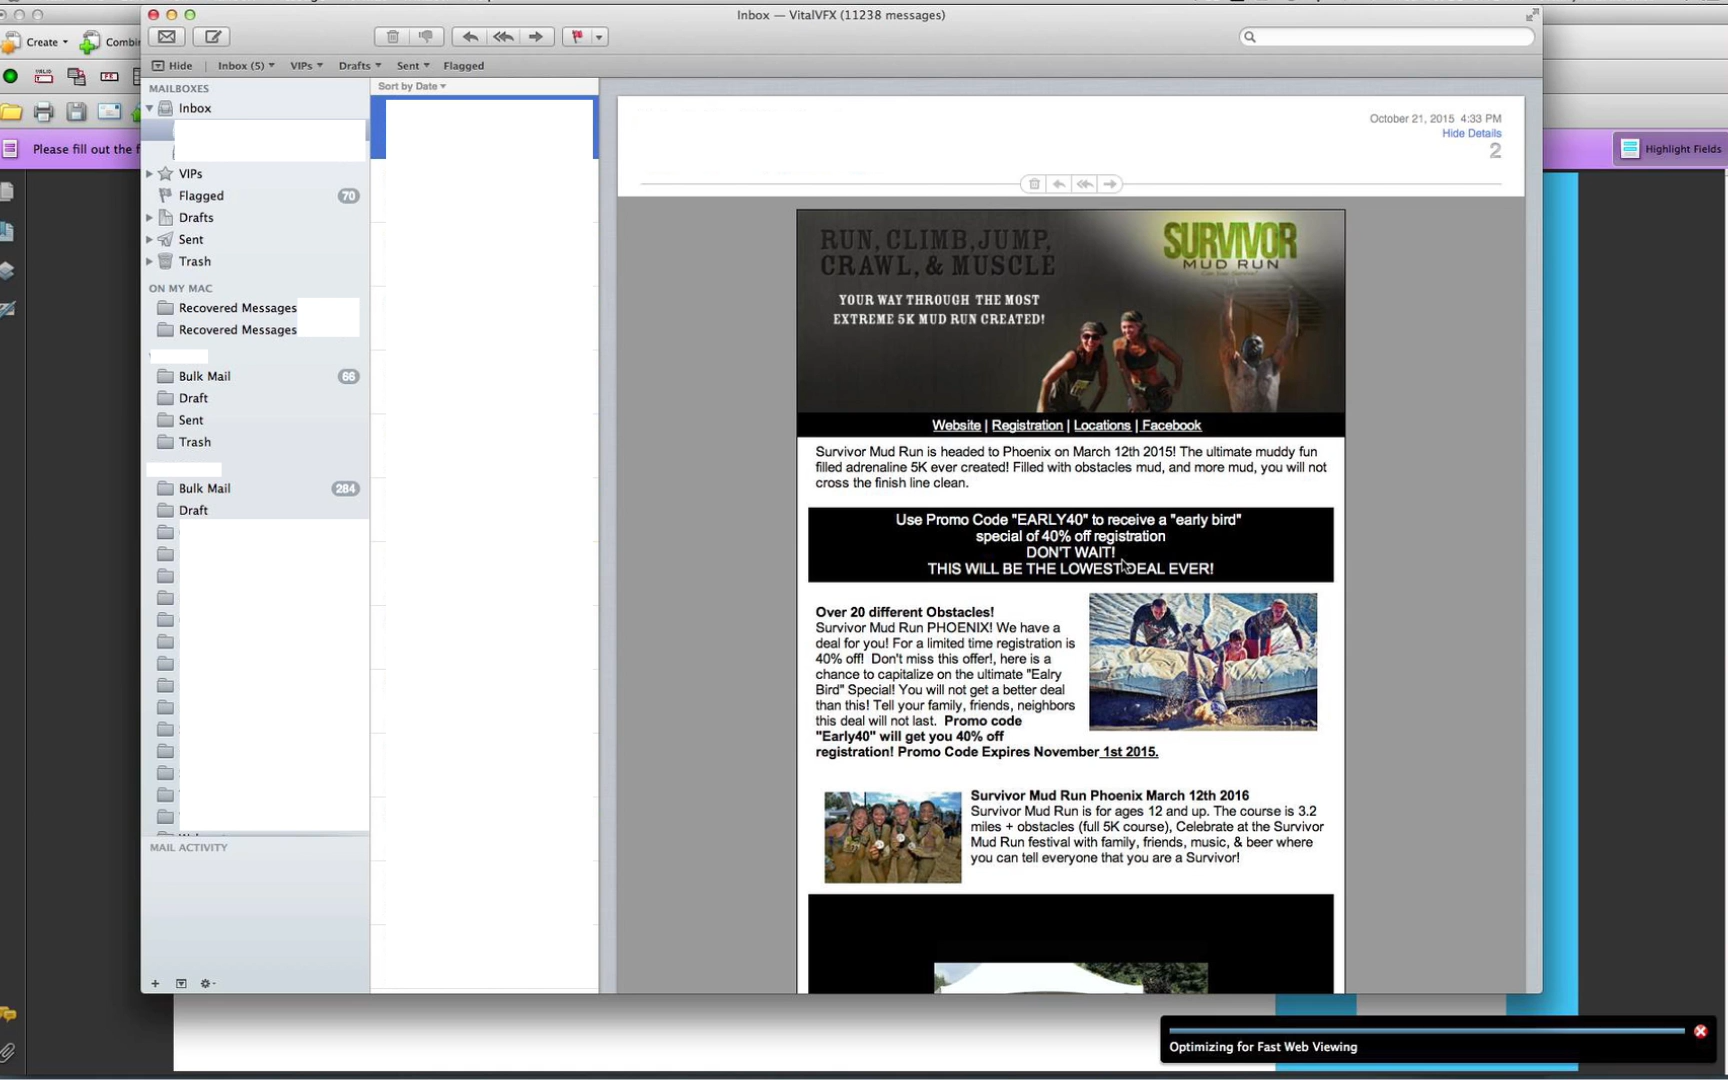 Inbox — VitalVFX (11238 messages)
Create
Combin
Hide
Inbox (5)
VIPs
Drafts
Sent
Flagged
MAILBOXES
Inbox
VIPs
Flagged
70
Drafts
Sent
Trash
ON MY MAC
Recovered Messages
Recovered Messages
Bulk Mail
66
Draft
Sent
Trash
Bulk Mail
284
Draft
MAIL ACTIVITY
Sort by Date
Please fill out the f
Highlight Fields
October 21, 2015 4:33 PM
Hide Details
2
RUN, CLIMB, JUMP,
CRAWL, & MUSCLE
YOUR WAY THROUGH THE MOST
EXTREME 5K MUD RUN CREATED!
SURVIVOR
MUD RUN
Website | Registration | Locations | Facebook
Survivor Mud Run is headed to Phoenix on March 12th 2015! The ultimate muddy fun
filled adrenaline 5K ever created! Filled with obstacles mud, and more mud, you will not
cross the finish line clean.
Use Promo Code "EARLY40" to receive a "early bird"
special of 40% off registration
DON'T WAIT!
THIS WILL BE THE LOWEST DEAL EVER!
Over 20 different Obstacles!
Survivor Mud Run PHOENIX! We have a
deal for you! For a limited time registration is
40% off! Don't miss this offer!, here is a
chance to capitalize on the ultimate "Ealry
Bird" Special! You will not get a better deal
than this! Tell your family, friends, neighbors
this deal will not last. Promo code
"Early40" will get you 40% off
registration! Promo Code Expires November 1st 2015.
Survivor Mud Run Phoenix March 12th 2016
Survivor Mud Run is for ages 12 and up. The course is 3.2
miles + obstacles (full 5K course), Celebrate at the Survivor
Mud Run festival with family, friends, music, & beer where
you can tell everyone that you are a Survivor!
Optimizing for Fast Web Viewing